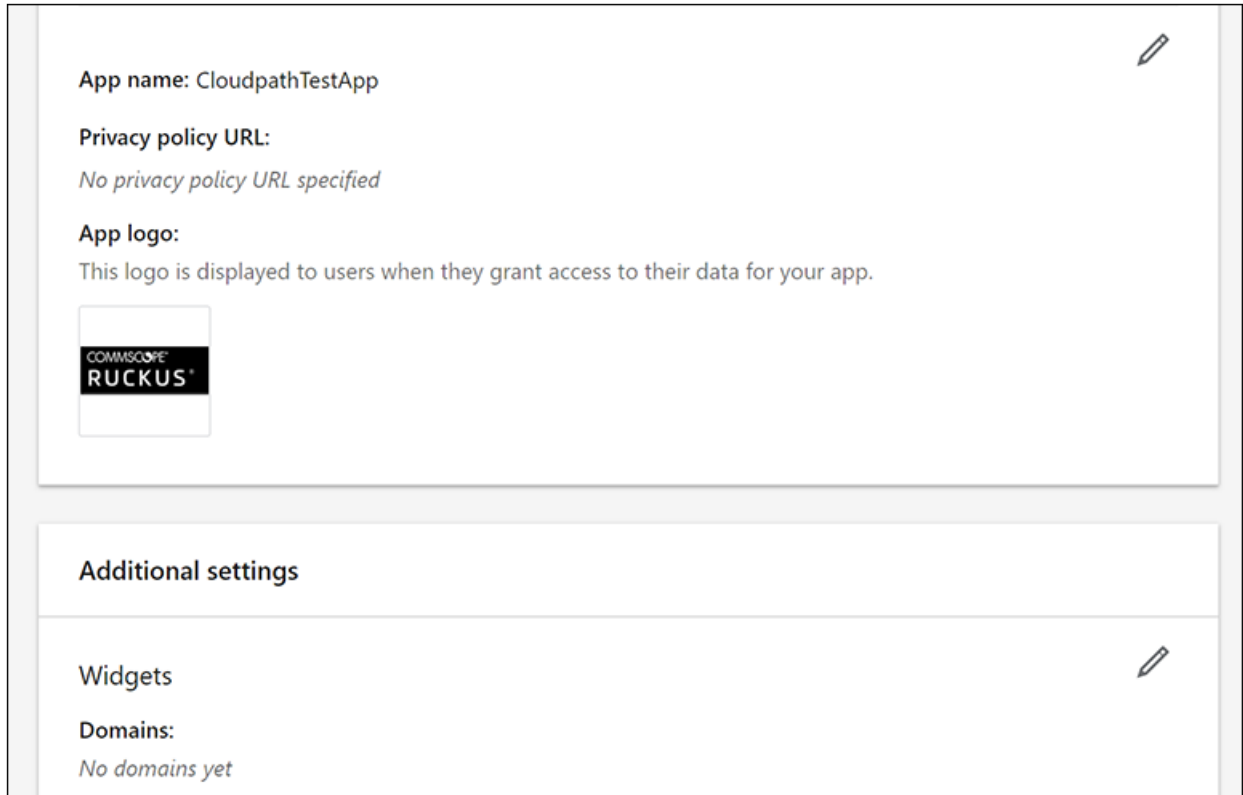 App name: CloudpathTestApp
Privacy policy URL:
No privacy policy URL specified
App logo:
This logo is displayed to users when they grant access to their data for your app.
COMMSCOPE™
RUCKUS®
Additional settings
Widgets
Domains:
No domains yet